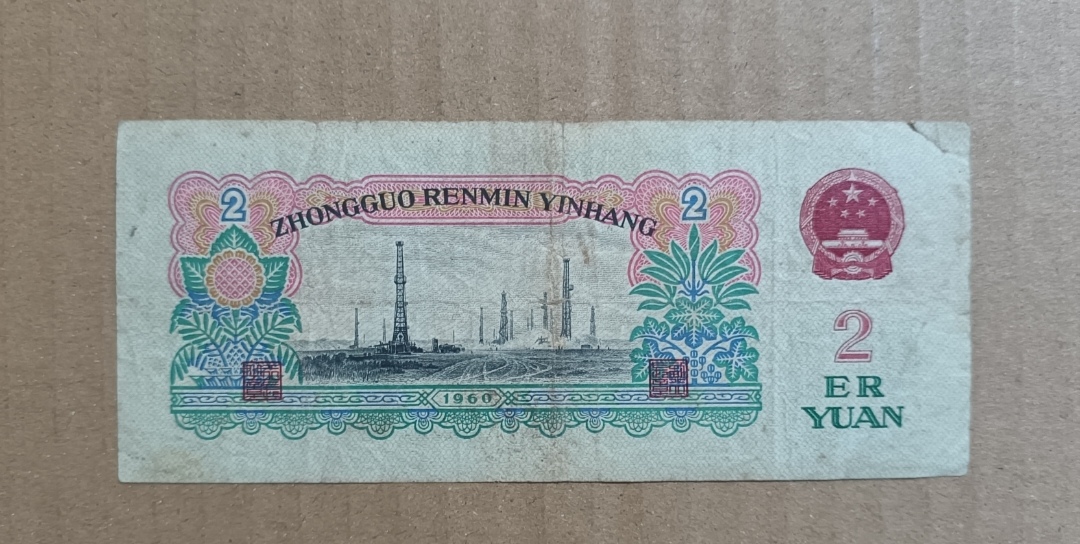 2 ZHONGGUO RENMIN YINHANG 2
1960
2
ER
YUAN